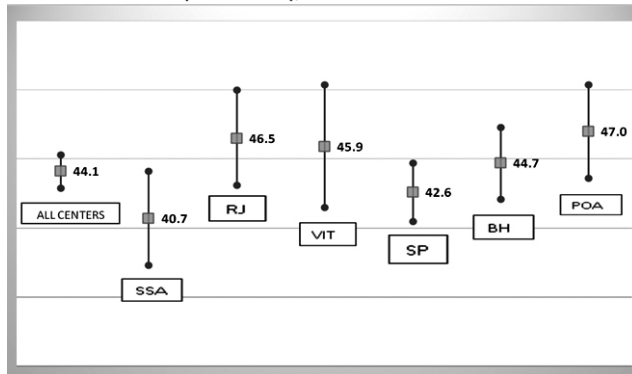 44.1
ALL CENTERS
40.7
SSA
46.5
RJ
45.9
VIT
42.6
SP
44.7
BH
47.0
POA